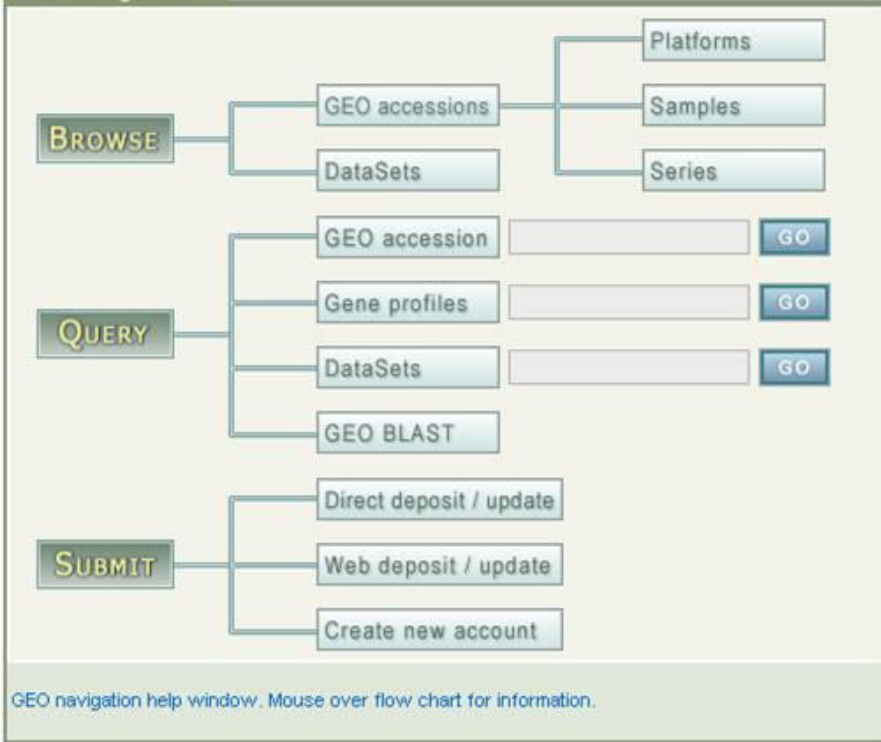 Platforms
GEO accessions
Samples
BROWSE
DataSets
Series
GEO accession GO
Gene profiles GO
QUERY
DataSets GO
GEO BLAST
Direct deposit / update
SUBMIT
Web deposit / update
Create new account
GEO navigation help window. Mouse over flow chart for information.